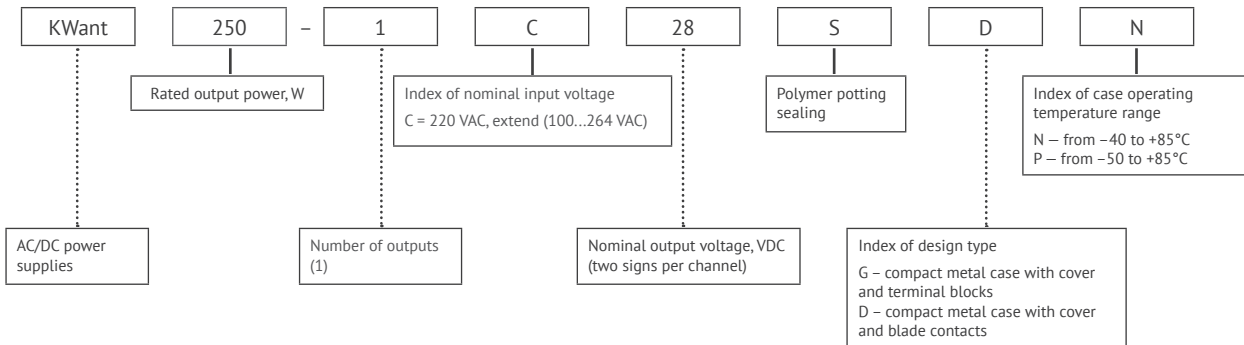 KWant 250 – 1 C 28 S D N
Rated output power, W
Index of nominal input voltage
C = 220 VAC, extend (100...264 VAC)
Polymer potting
sealing
Index of case operating
temperature range
N — from −40 to +85°C
P — from −50 to +85°C
AC/DC power
supplies
Number of outputs
(1)
Nominal output voltage, VDC
(two signs per channel)
Index of design type
G – compact metal case with cover
and terminal blocks
D – compact metal case with cover
and blade contacts